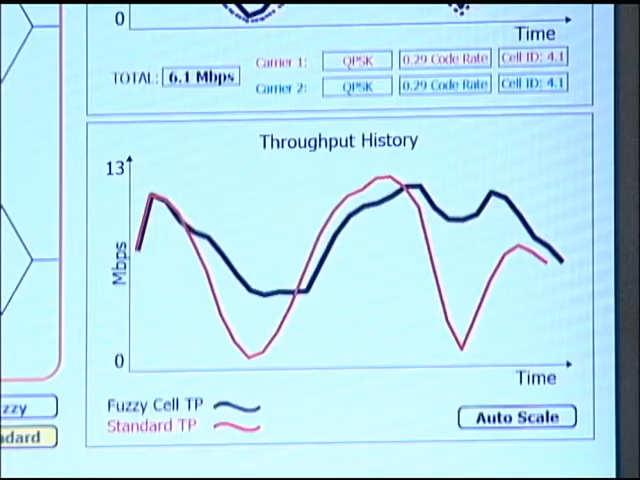 0
Time
TOTAL: 6.1 Mbps
Carrier 1: QPSK 0.29 Code Rate Cell ID: 4.1
Carrier 2: QPSK 0.29 Code Rate Cell ID: 4.1
Throughput History
13
Mbps
0
Time
Fuzzy Cell TP
Standard TP
Auto Scale
zzy
dard